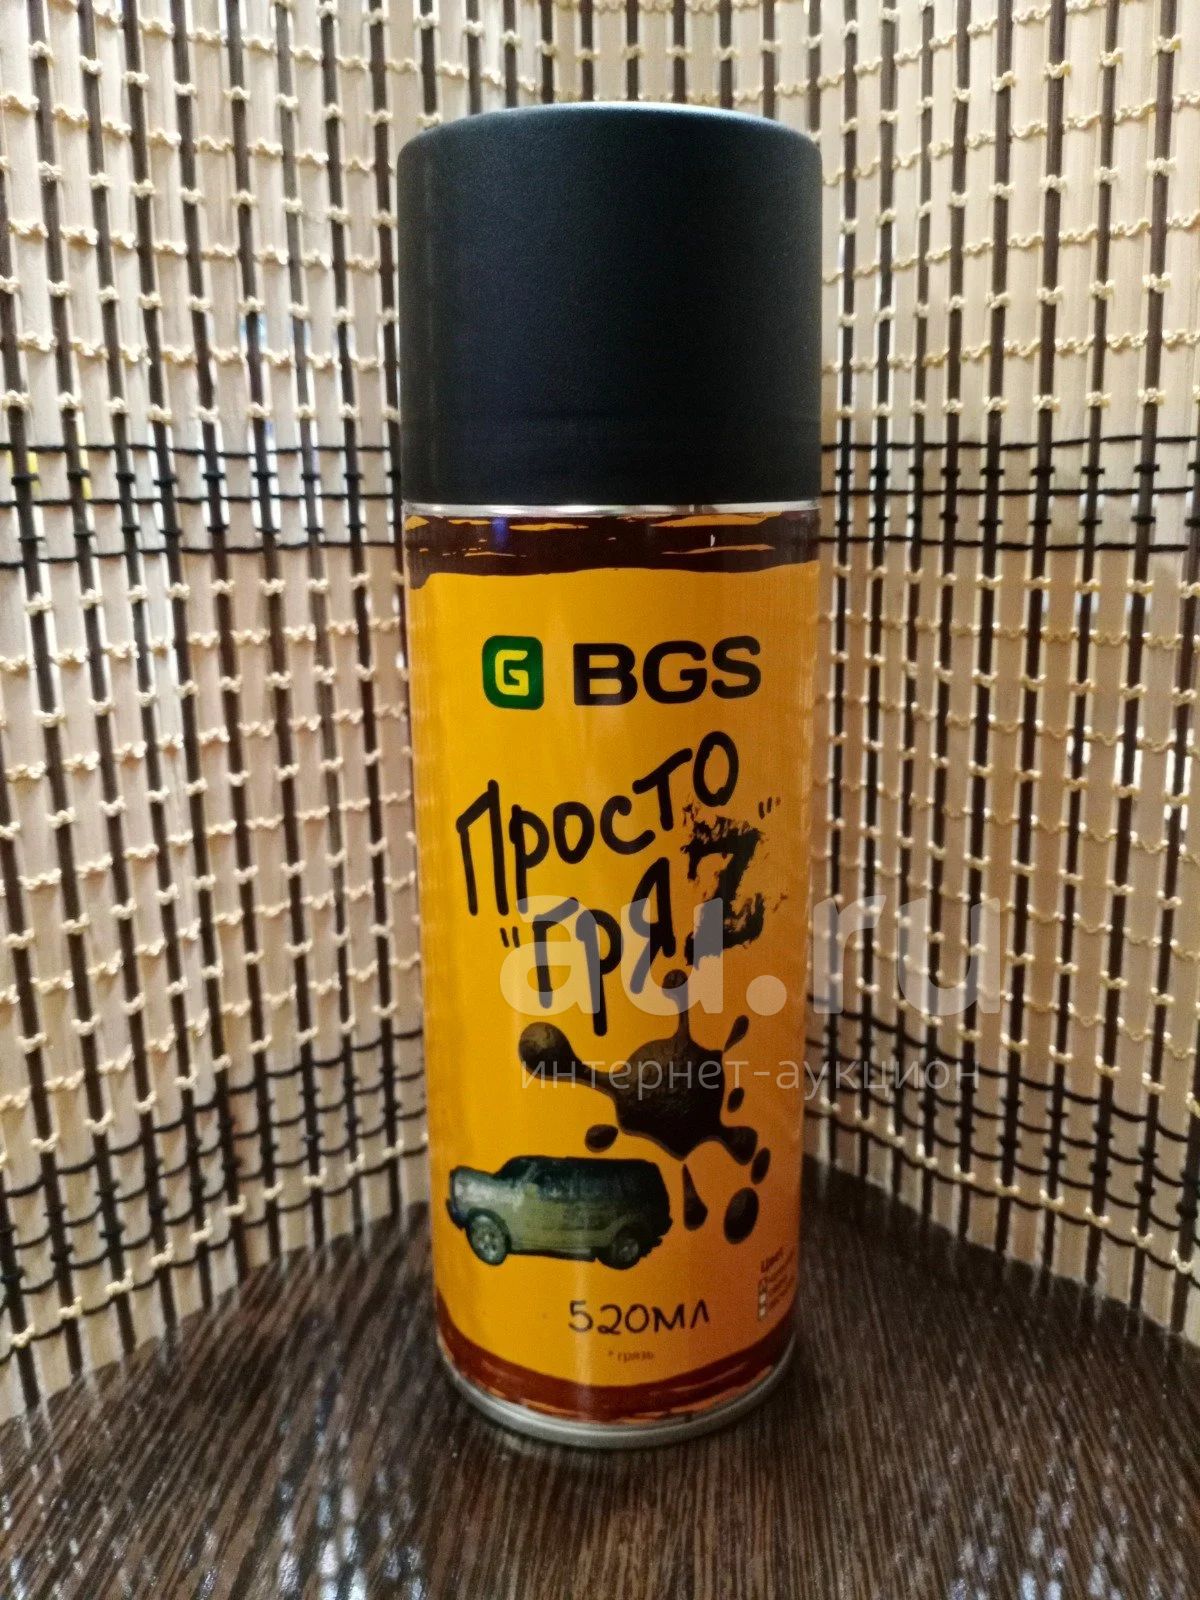 G BGS
Просто
"ГРЯZ"
au.ru
интернет-аукцион
520мл
* грязь